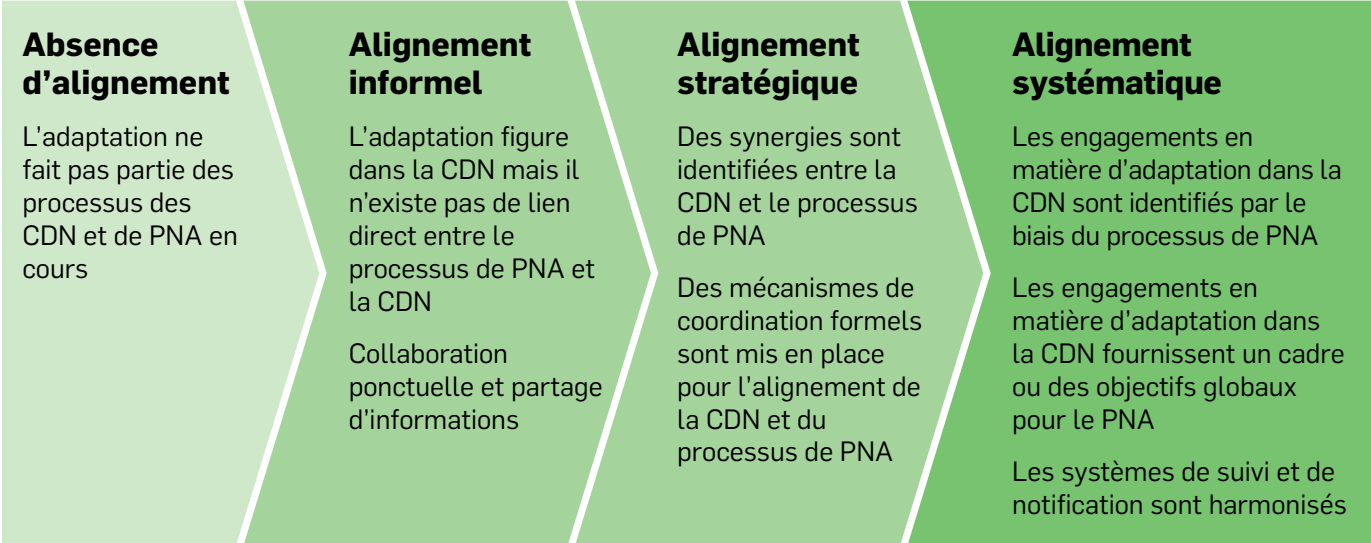 Absence
d’alignement
L’adaptation ne
fait pas partie des
processus des
CDN et de PNA en
cours
Alignement
informel
L’adaptation figure
dans la CDN mais il
n'existe pas de lien
direct entre le
processus de PNA et
la CDN
Collaboration
ponctuelle et partage
d’informations
Alignement
stratégique
Des synergies sont
identifiées entre la
CDN et le processus
de PNA
Des mécanismes de
coordination formels
sont mis en place
pour l’alignement de
la CDN et du
processus de PNA
Alignement
systématique
Les engagements en
matière d’adaptation dans la
CDN sont identifiés par le
biais du processus de PNA
Les engagements en
matière d’adaptation dans
la CDN fournissent un cadre
ou des objectifs globaux
pour le PNA
Les systèmes de suivi et de
notification sont harmonisés